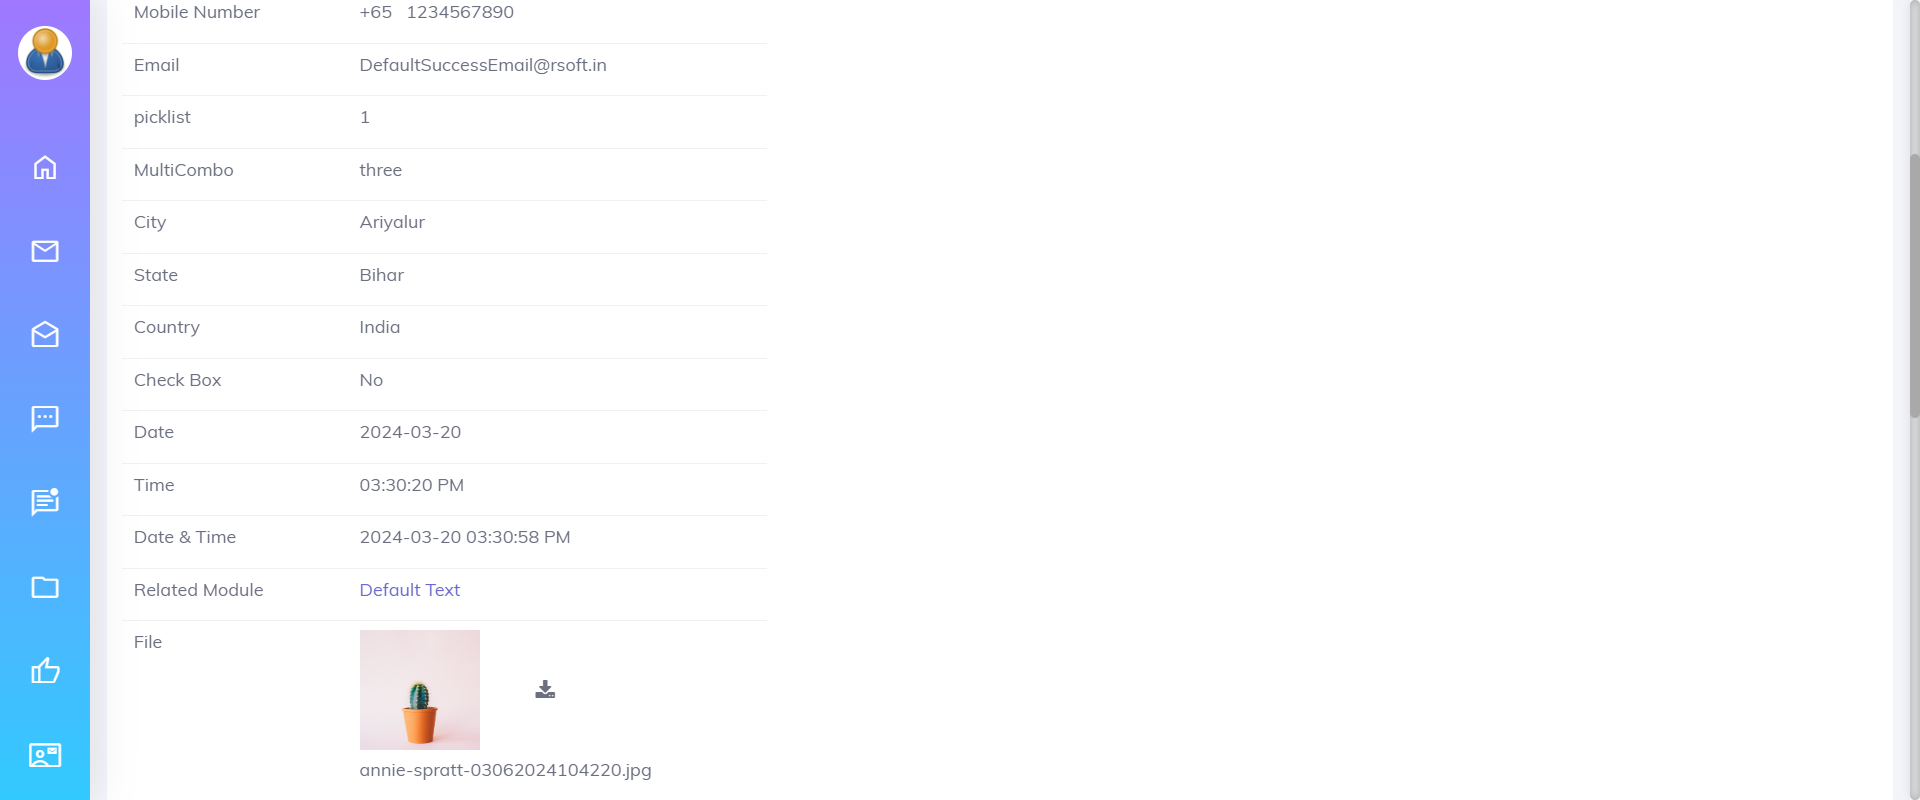 Mobile Number +65 1234567890
Email DefaultSuccessEmail@rsoft.in
picklist 1
MultiCombo three
City Ariyalur
State Bihar
Country India
Check Box No
Date 2024-03-20
Time 03:30:20 PM
Date & Time 2024-03-20 03:30:58 PM
Related Module Default Text
File
annie-spratt-03062024104220.jpg